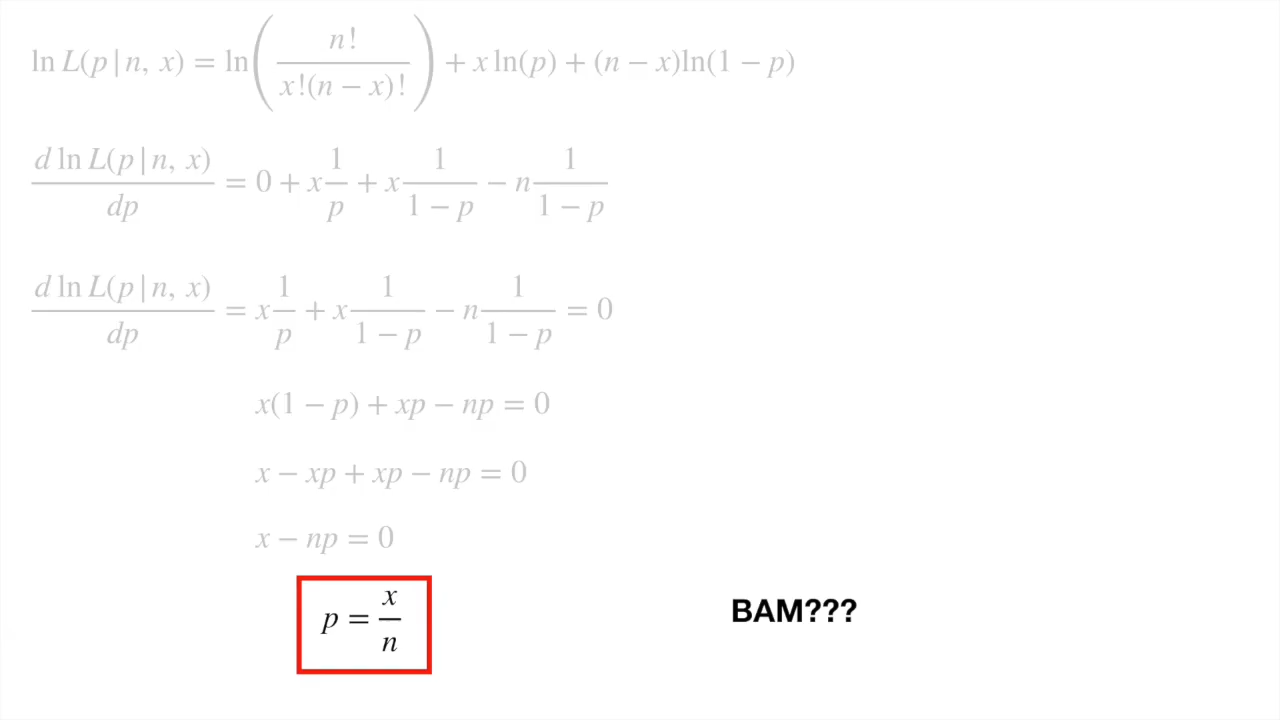 ln L(p | n, x) = ln( n! / x!(n − x)! ) + x ln(p) + (n − x)ln(1 − p)
d ln L(p | n, x) / dp = 0 + x 1/p + x 1/(1 − p) − n 1/(1 − p)
d ln L(p | n, x) / dp = x 1/p + x 1/(1 − p) − n 1/(1 − p) = 0
x(1 − p) + xp − np = 0
x − xp + xp − np = 0
x − np = 0
p = x/n
BAM???